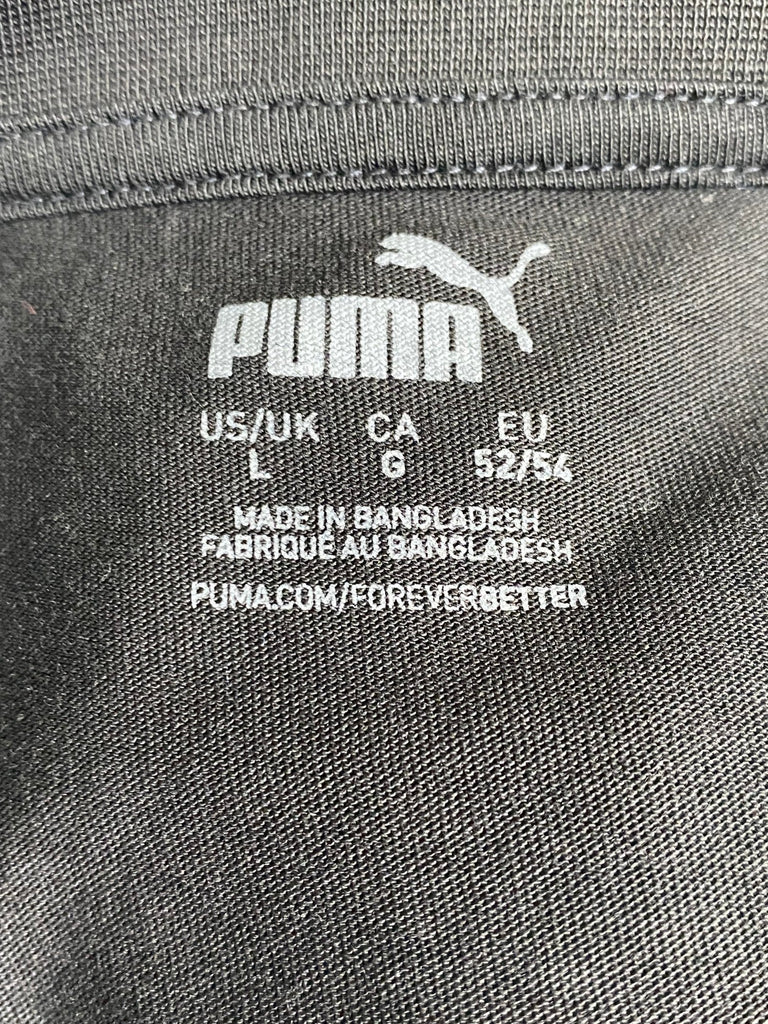 PUMA
US/UK CA EU
L G 52/54
MADE IN BANGLADESH
FABRIQUÉ AU BANGLADESH
PUMA.COM/FOREVERBETTER